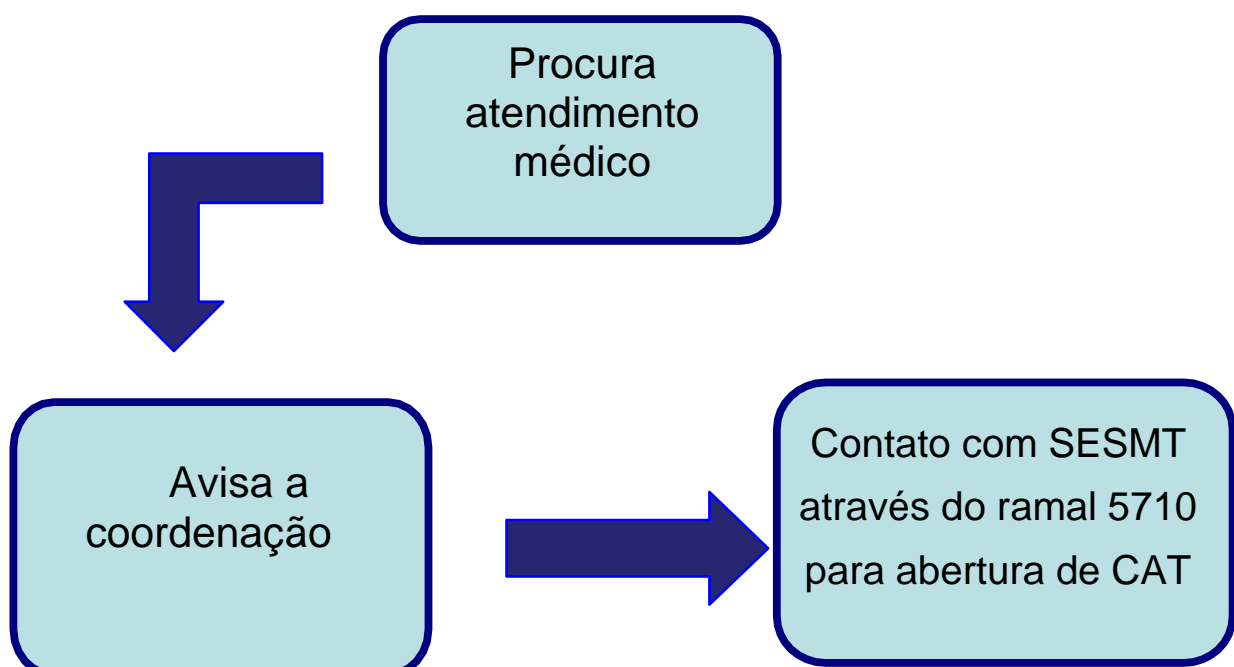 Procura
atendimento
médico
Avisa a
coordenação
Contato com SESMT
através do ramal 5710
para abertura de CAT